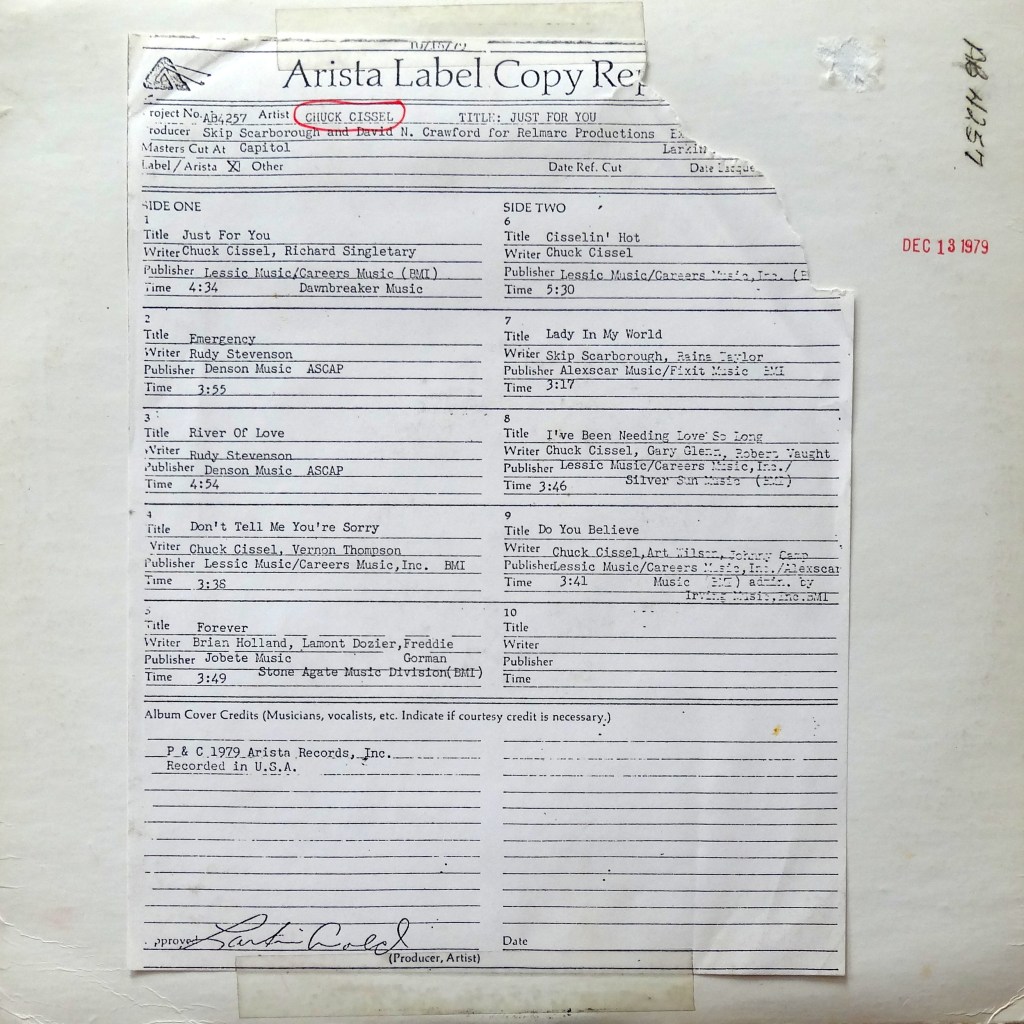 10/15/79
Arista Label Copy Rep
roject No. AB4257 Artist CHUCK CISSEL TITLE: JUST FOR YOU
roducer Skip Scarborough and David N. Crawford for Relmarc Productions Ex
Masters Cut At Capitol Larkin
Label / Arista X Other Date Ref. Cut Date Lacque
AB 4257
DEC 13 1979
SIDE ONE
1
Title Just For You
Writer Chuck Cissel, Richard Singletary
Publisher Lessic Music/Careers Music (BMI)
Time 4:34 Dawnbreaker Music
2
Title Emergency
Writer Rudy Stevenson
Publisher Denson Music ASCAP
Time 3:55
3
Title River Of Love
Writer Rudy Stevenson
Publisher Denson Music ASCAP
Time 4:54
4
Title Don't Tell Me You're Sorry
Writer Chuck Cissel, Vernon Thompson
Publisher Lessic Music/Careers Music,Inc. BMI
Time 3:38
5
Title Forever
Writer Brian Holland, Lamont Dozier,Freddie
Publisher Jobete Music Gorman
Time 3:49 Stone Agate Music Division(BMI)
SIDE TWO
6
Title Cisselin' Hot
Writer Chuck Cissel
Publisher Lessic Music/Careers Music,Inc. (B
Time 5:30
7
Title Lady In My World
Writer Skip Scarborough, Raina Taylor
Publisher Alexscar Music/Fixit Music BMI
Time 3:17
8
Title I've Been Needing Love So Long
Writer Chuck Cissel, Gary Glenn, Robert Vaught
Publisher Lessic Music/Careers Music,Inc./
Time 3:46 Silver Sun Music (BMI)
9
Title Do You Believe
Writer Chuck Cissel,Art Wilson, Johnny Camp
Publisher Lessic Music/Careers Music,Inc./Alexscar
Time 3:41 Music (BMI) admin. by
Irving Music,Inc.BMI
10
Title
Writer
Publisher
Time
Album Cover Credits (Musicians, vocalists, etc. Indicate if courtesy credit is necessary.)
P & C 1979 Arista Records, Inc.
Recorded in U.S.A.
pproved Larkin Arnold Date
(Producer, Artist)